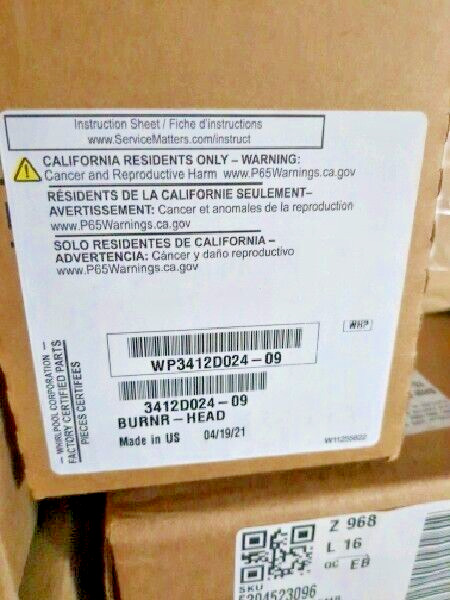 Instruction Sheet / Fiche d'instructions
www.ServiceMatters.com/instruct
CALIFORNIA RESIDENTS ONLY – WARNING:
Cancer and Reproductive Harm www.P65Warnings.ca.gov
RÉSIDENTS DE LA CALIFORNIE SEULEMENT–
AVERTISSEMENT: Cancer et anomales de la reproduction
www.P65Warnings.ca.gov
SOLO RESIDENTES DE CALIFORNIA –
ADVERTENCIA: Cáncer y daño reproductivo
www.P65Warnings.ca.gov
WHP
– WHIRLPOOL CORPORATION –
FACTORY CERTIFIED PARTS
PIECES CERTIFEES
WP3412D024-09
3412D024-09
BURNR-HEAD
Made in US 04/19/21
W11255822
Z 968
L 16
EB
SKU